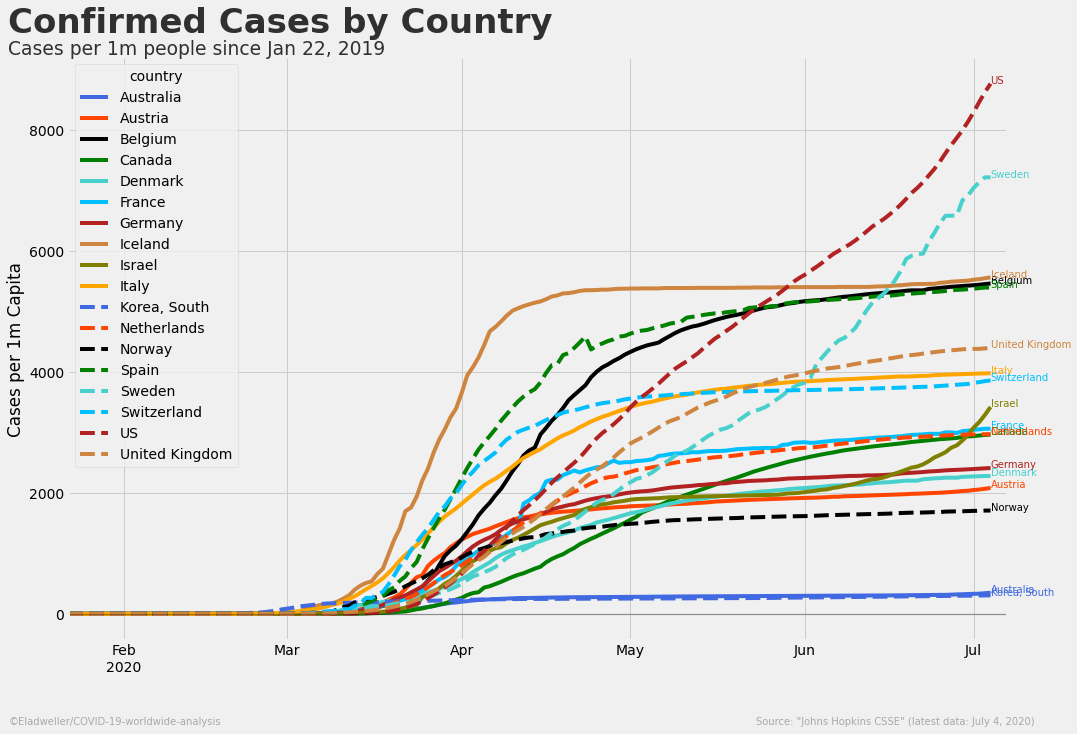 Confirmed Cases by Country
Cases per 1m people since Jan 22, 2019
country
Australia
Austria
Belgium
Canada
Denmark
France
Germany
Iceland
Israel
Italy
Korea, South
Netherlands
Norway
Spain
Sweden
Switzerland
US
United Kingdom
Cases per 1m Capita
8000
6000
4000
2000
0
US
Sweden
Iceland
Belgium
Spain
United Kingdom
Italy
Switzerland
Israel
France
Netherlands
Canada
Germany
Denmark
Austria
Norway
Australia
Korea, South
Feb Mar Apr May Jun Jul
2020
©Eladweller/COVID-19-worldwide-analysis
Source: "Johns Hopkins CSSE" (latest data: July 4, 2020)